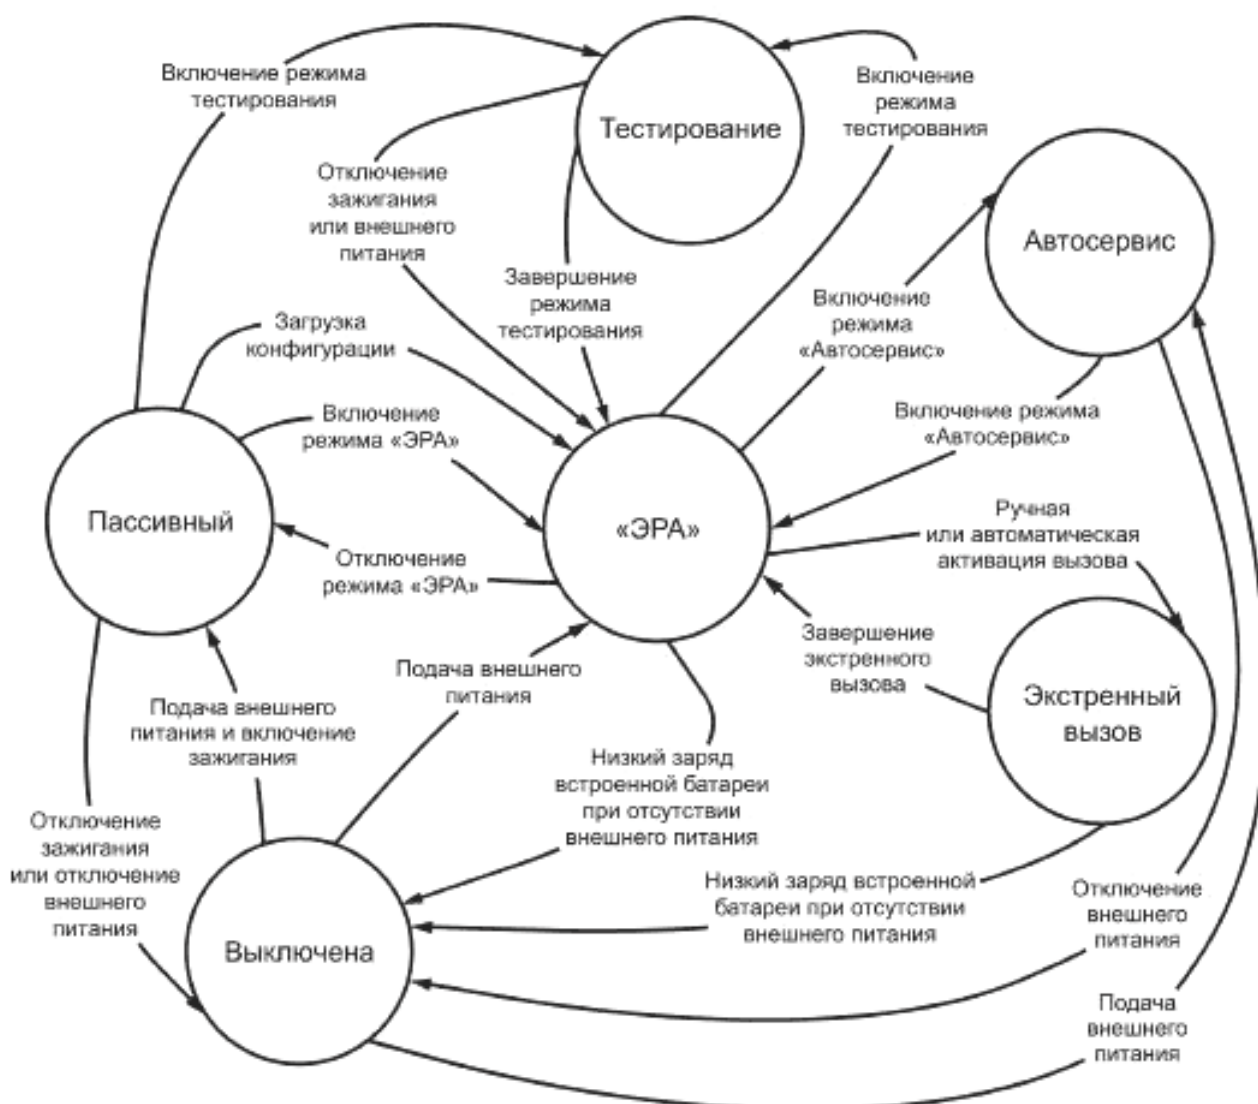 Включение режима
тестирования
Тестирование
Включение
режима
тестирования
Отключение
зажигания
или внешнего
питания
Автосервис
Завершение
режима
тестирования
Включение
режима
«Автосервис»
Загрузка
конфигурации
Включение
режима «ЭРА»
Включение режима
«Автосервис»
Пассивный
«ЭРА»
Ручная
или автоматическая
активация вызова
Отключение
режима «ЭРА»
Завершение
экстренного
вызова
Подача внешнего
питания
Экстренный
вызов
Подача внешнего
питания и включение
зажигания
Низкий заряд
встроенной батареи
при отсутствии
внешнего питания
Отключение
зажигания
или отключение
внешнего
питания
Низкий заряд встроенной
батареи при отсутствии
внешнего питания
Отключение
внешнего
питания
Выключена
Подача
внешнего
питания